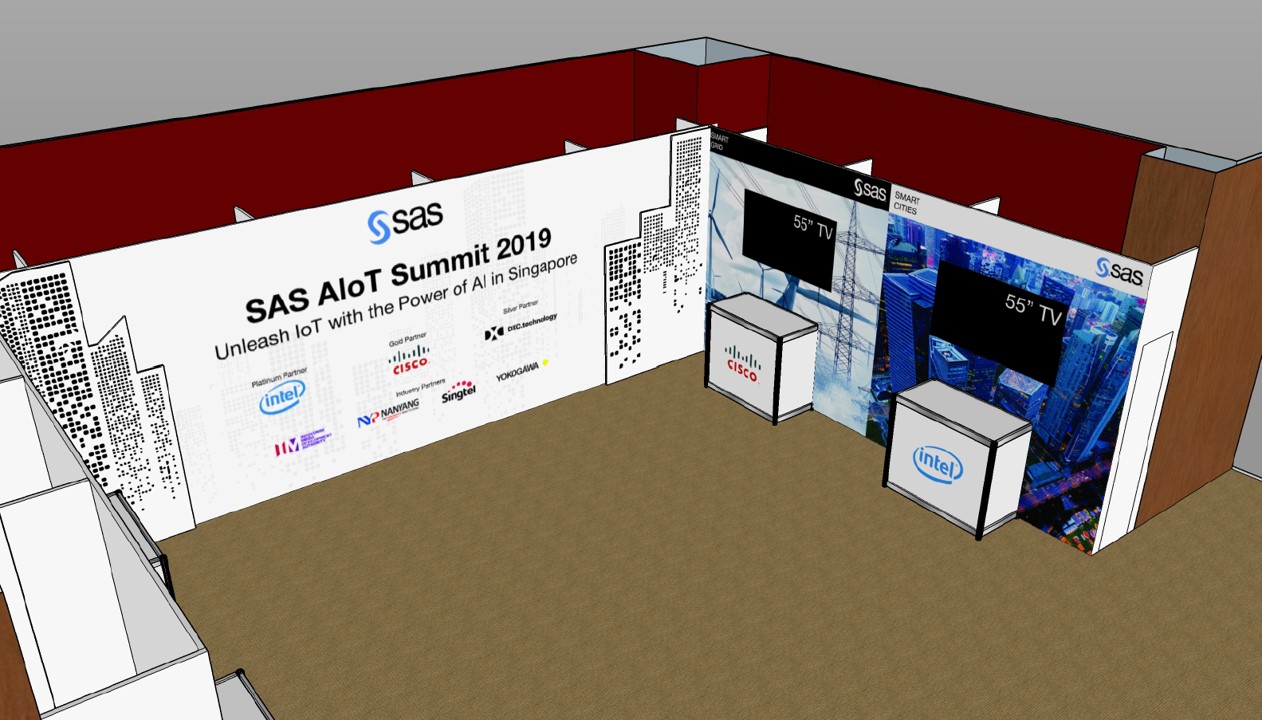 sas
SAS AIoT Summit 2019
Unleash IoT with the Power of AI in Singapore
Platinum Partner
intel
Gold Partner
CISCO
Silver Partner
DXC.technology
Industry Partners
NANYANG
Singtel
YOKOGAWA
SMART
GRID
sas
55” TV
CISCO
SMART
CITIES
sas
55” TV
intel